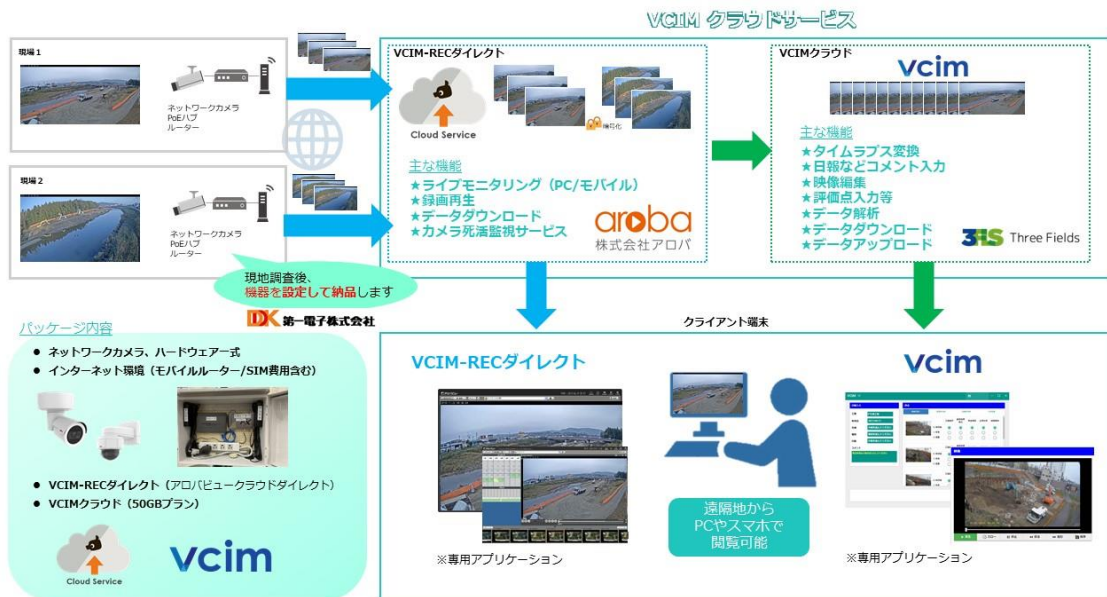 VCIM クラウドサービス
現場1
ネットワークカメラ
PoEハブ
ルーター
現場2
ネットワークカメラ
PoEハブ
ルーター
現地調査後、
機器を設定して納品します
DK 第一電子株式会社
VCIM-RECダイレクト
Cloud Service
暗号化
主な機能
★ライブモニタリング（PC/モバイル）
★録画再生
★データダウンロード
★カメラ死活監視サービス
aroba
株式会社アロバ
VCIMクラウド
vcim
主な機能
★タイムラプス変換
★日報などコメント入力
★映像編集
★評価点入力等
★データ解析
★データダウンロード
★データアップロード
Three Fields
パッケージ内容
● ネットワークカメラ、ハードウェア一式
● インターネット環境（モバイルルーター/SIM費用含む）
● VCIM-RECダイレクト（アロバビュークラウドダイレクト）
● VCIMクラウド（50GBプラン）
Cloud Service
vcim
クライアント端末
VCIM-RECダイレクト
※専用アプリケーション
遠隔地から
PCやスマホで
閲覧可能
vcim
※専用アプリケーション